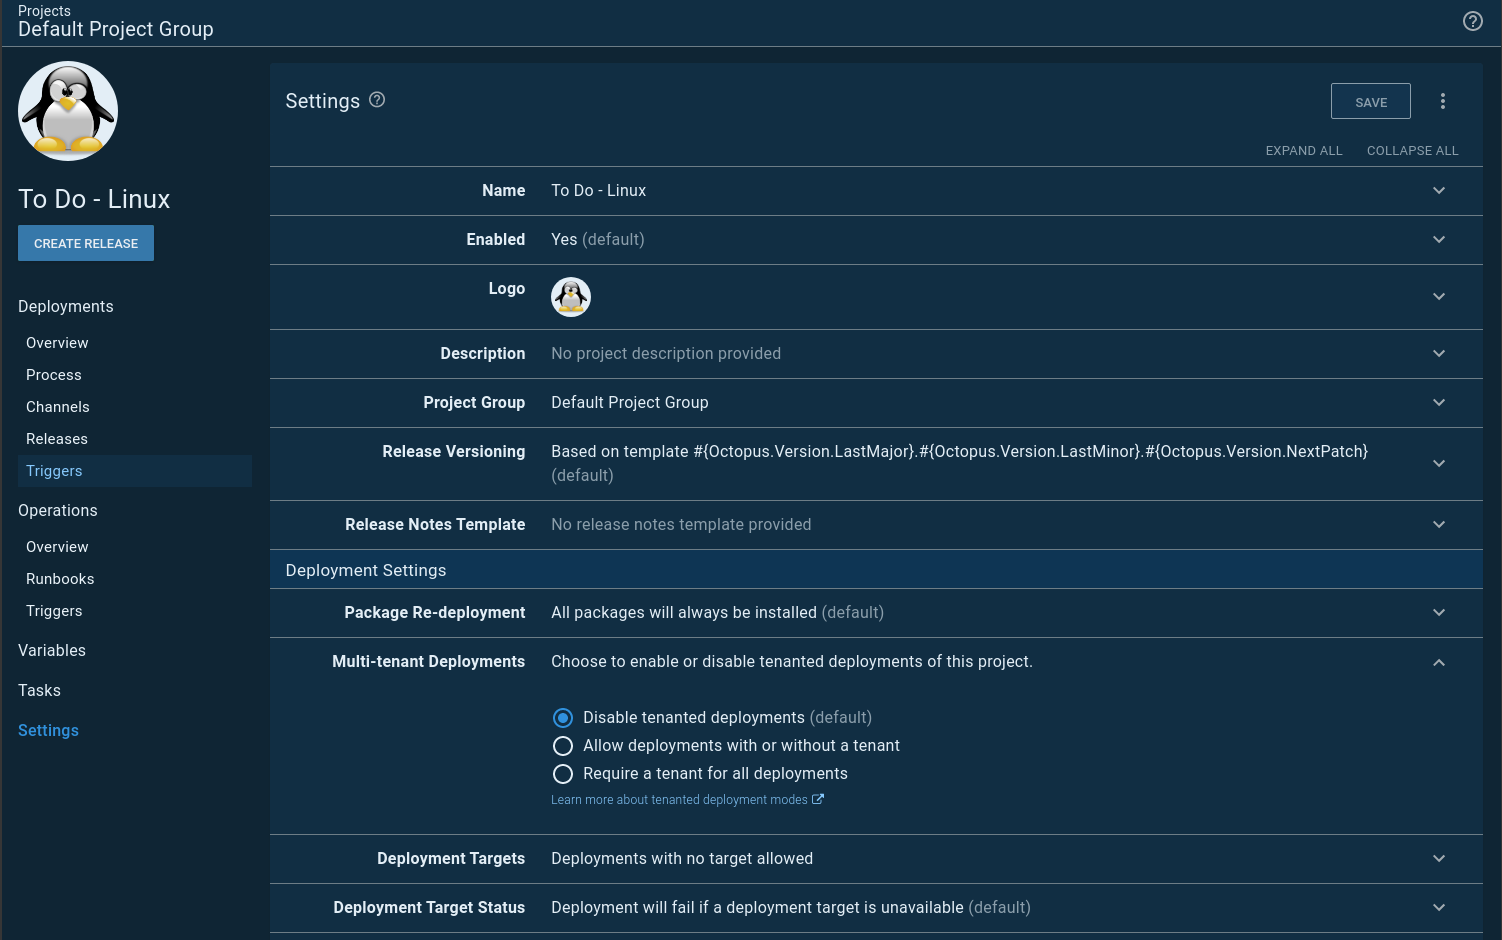 Projects
Default Project Group
To Do - Linux
CREATE RELEASE
Deployments
Overview
Process
Channels
Releases
Triggers
Operations
Overview
Runbooks
Triggers
Variables
Tasks
Settings
Settings
SAVE
EXPAND ALL COLLAPSE ALL
Name To Do - Linux
Enabled Yes (default)
Logo
Description No project description provided
Project Group Default Project Group
Release Versioning Based on template #{Octopus.Version.LastMajor}.#{Octopus.Version.LastMinor}.#{Octopus.Version.NextPatch}
(default)
Release Notes Template No release notes template provided
Deployment Settings
Package Re-deployment All packages will always be installed (default)
Multi-tenant Deployments Choose to enable or disable tenanted deployments of this project.
Disable tenanted deployments (default)
Allow deployments with or without a tenant
Require a tenant for all deployments
Learn more about tenanted deployment modes
Deployment Targets Deployments with no target allowed
Deployment Target Status Deployment will fail if a deployment target is unavailable (default)